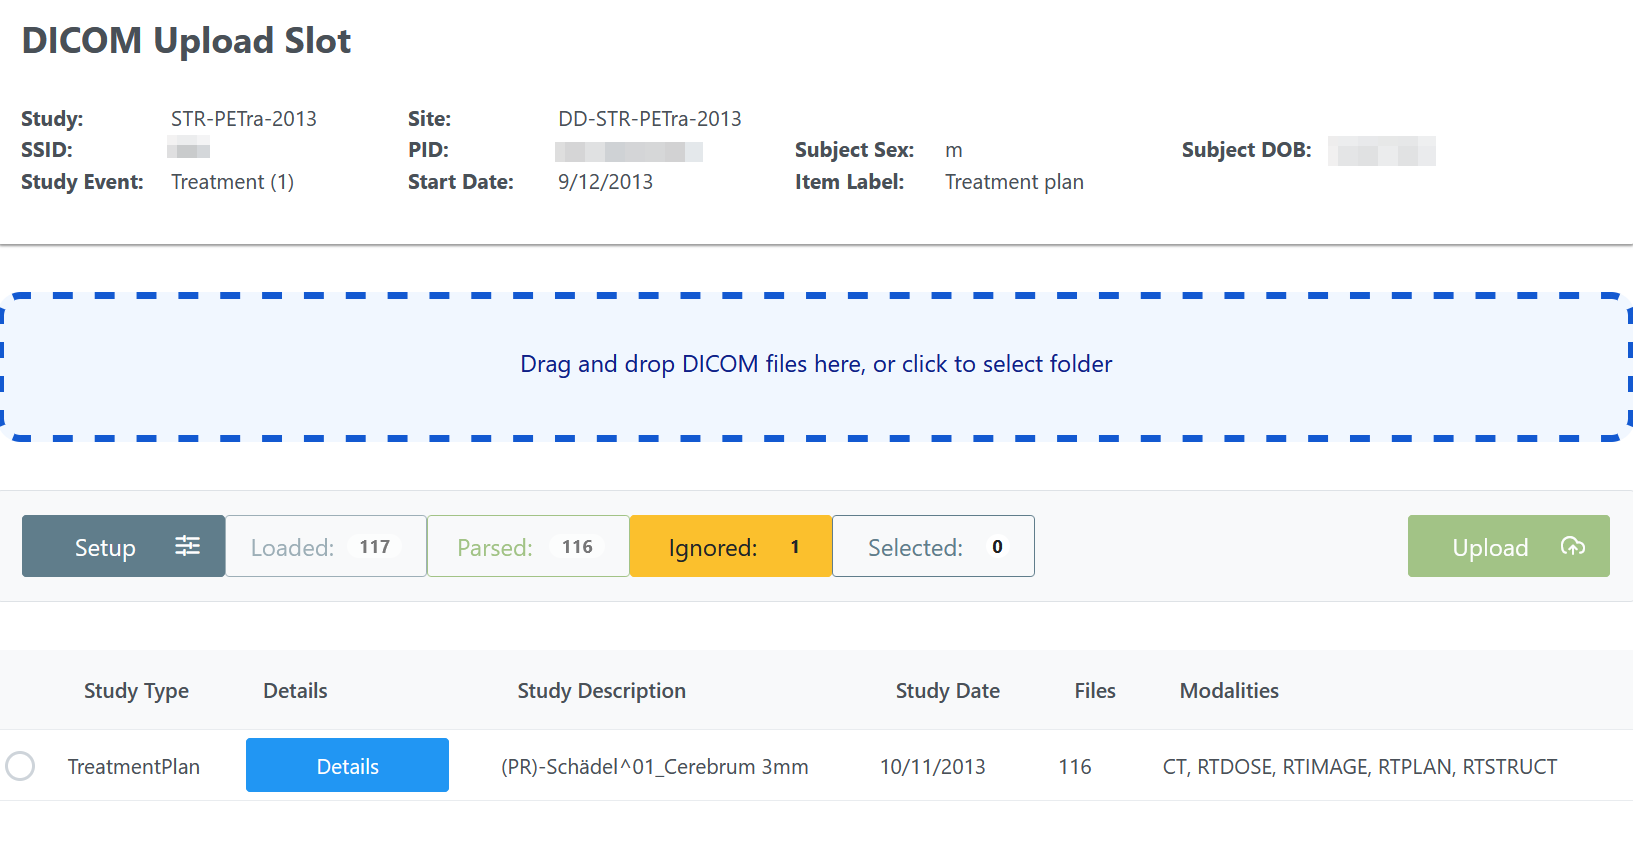 DICOM Upload Slot
Study: STR-PETra-2013 Site: DD-STR-PETra-2013
SSID: PID: Subject Sex: m Subject DOB:
Study Event: Treatment (1) Start Date: 9/12/2013 Item Label: Treatment plan
Drag and drop DICOM files here, or click to select folder
Setup Loaded: 117 Parsed: 116 Ignored: 1 Selected: 0 Upload
Study Type Details Study Description Study Date Files Modalities
TreatmentPlan Details (PR)-Schädel^01_Cerebrum 3mm 10/11/2013 116 CT, RTDOSE, RTIMAGE, RTPLAN, RTSTRUCT